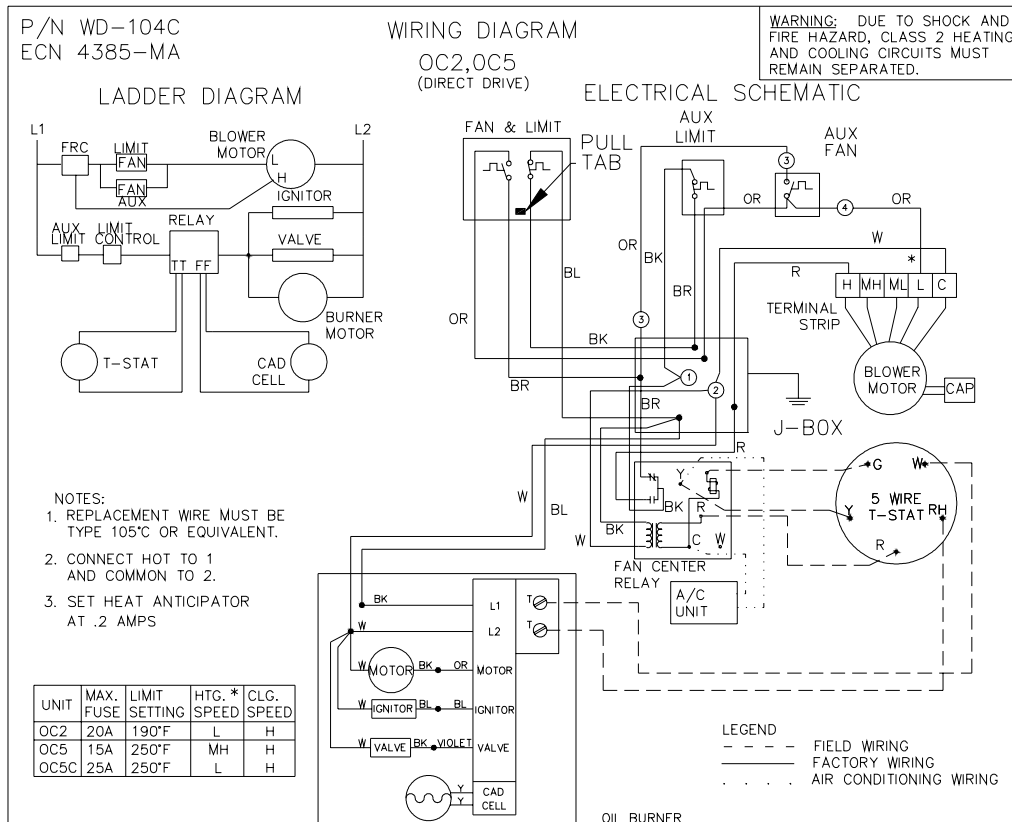 P/N WD-104C
ECN 4385-MA
WIRING DIAGRAM
OC2,OC5
(DIRECT DRIVE)
WARNING: DUE TO SHOCK AND
FIRE HAZARD, CLASS 2 HEATING
AND COOLING CIRCUITS MUST
REMAIN SEPARATED.
LADDER DIAGRAM
L1
L2
FRC
LIMIT
FAN
FAN
AUX
BLOWER
MOTOR
L
H
IGNITOR
RELAY
AUX
LIMIT
LIMIT
CONTROL
TT FF
VALVE
BURNER
MOTOR
T-STAT
CAD
CELL
ELECTRICAL SCHEMATIC
FAN & LIMIT
PULL
TAB
AUX
LIMIT
AUX
FAN
3
OR
4
OR
W
*
R
OR
BK
BL
BR
OR
3
BK
BR
BR
1
2
H MH ML L C
TERMINAL
STRIP
BLOWER
MOTOR
CAP
J-BOX
R
Y
BK
R
BK
W
C
W
FAN CENTER
RELAY
A/C
UNIT
G
W
Y
5 WIRE
T-STAT
RH
R
W
BL
NOTES:
1. REPLACEMENT WIRE MUST BE
TYPE 105°C OR EQUIVALENT.
2. CONNECT HOT TO 1
AND COMMON TO 2.
3. SET HEAT ANTICIPATOR
AT .2 AMPS
UNIT MAX. FUSE LIMIT SETTING HTG. * SPEED CLG. SPEED
OC2 20A 190°F L H
OC5 15A 250°F MH H
OC5C 25A 250°F L H
BK
L1
T
W
L2
T
W MOTOR BK OR MOTOR
W IGNITOR BL BL IGNITOR
W VALVE BK VIOLET VALVE
Y
Y
CAD
CELL
OIL BURNER
LEGEND
FIELD WIRING
FACTORY WIRING
AIR CONDITIONING WIRING